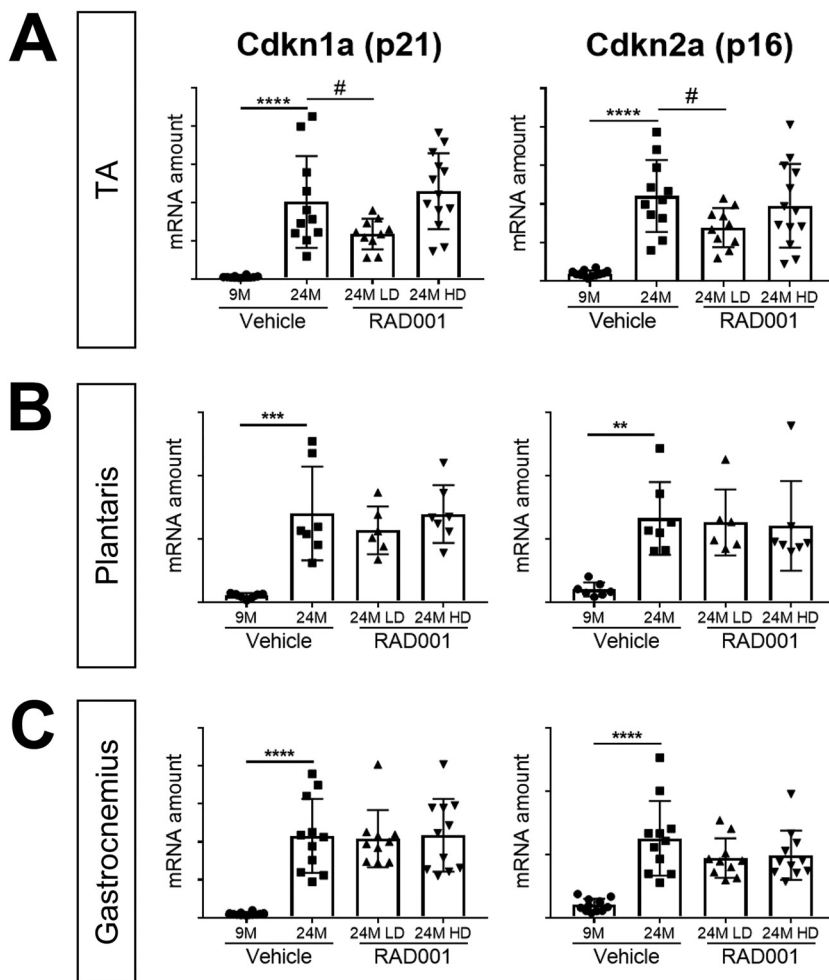 A
TA
Cdkn1a (p21)
Cdkn2a (p16)
mRNA amount
****
#
9M 24M 24M LD 24M HD
Vehicle RAD001
mRNA amount
****
#
9M 24M 24M LD 24M HD
Vehicle RAD001
B
Plantaris
mRNA amount
***
9M 24M 24M LD 24M HD
Vehicle RAD001
mRNA amount
**
9M 24M 24M LD 24M HD
Vehicle RAD001
C
Gastrocnemius
mRNA amount
****
9M 24M 24M LD 24M HD
Vehicle RAD001
mRNA amount
****
9M 24M 24M LD 24M HD
Vehicle RAD001